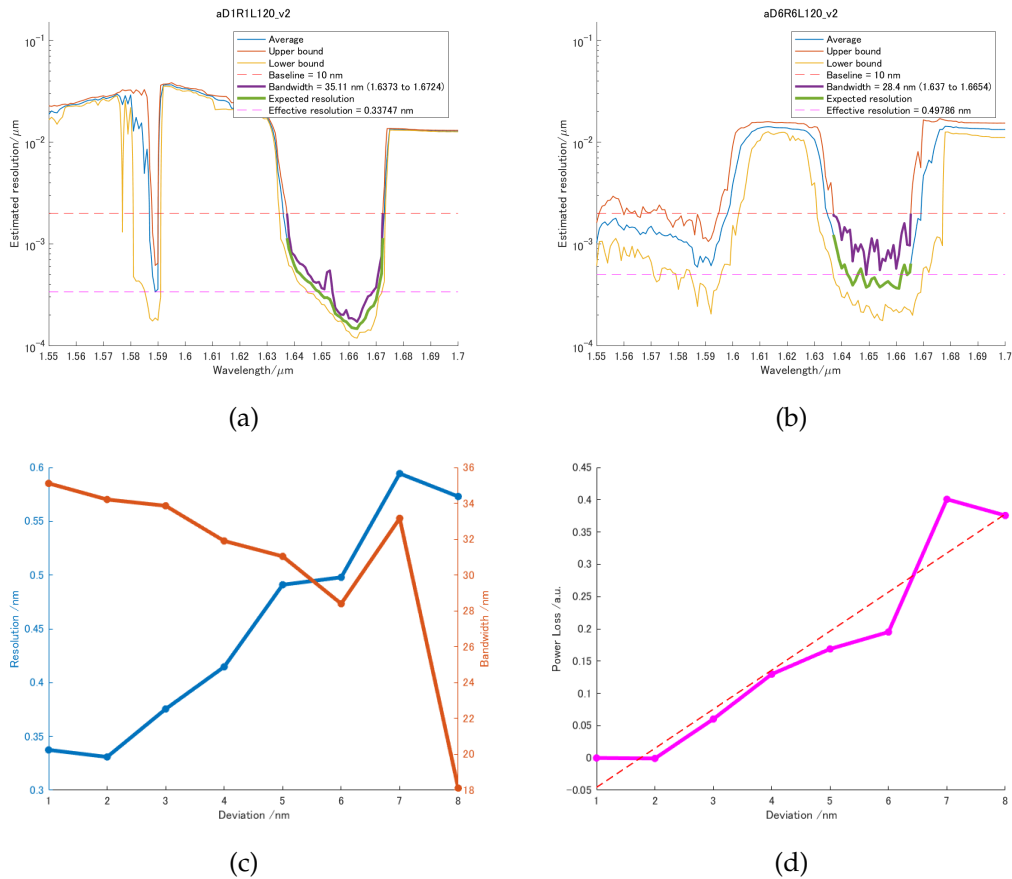 aD1R1L120_v2
Estimated resolution/μm
10⁻¹
10⁻²
10⁻³
10⁻⁴
Average
Upper bound
Lower bound
Baseline = 10 nm
Bandwidth = 35.11 nm (1.6373 to 1.6724)
Expected resolution
Effective resolution = 0.33747 nm
1.55 1.56 1.57 1.58 1.59 1.6 1.61 1.62 1.63 1.64 1.65 1.66 1.67 1.68 1.69 1.7
Wavelength/μm
(a)
aD6R6L120_v2
Estimated resolution/μm
10⁻¹
10⁻²
10⁻³
10⁻⁴
Average
Upper bound
Lower bound
Baseline = 10 nm
Bandwidth = 28.4 nm (1.637 to 1.6654)
Expected resolution
Effective resolution = 0.49786 nm
1.55 1.56 1.57 1.58 1.59 1.6 1.61 1.62 1.63 1.64 1.65 1.66 1.67 1.68 1.69 1.7
Wavelength/μm
(b)
Resolution /nm
0.6
0.55
0.5
0.45
0.4
0.35
0.3
36
34
32
30
28
26
24
22
20
18
Bandwidth /nm
1 2 3 4 5 6 7 8
Deviation /nm
(c)
Power Loss /a.u.
0.45
0.4
0.35
0.3
0.25
0.2
0.15
0.1
0.05
0
−0.05
1 2 3 4 5 6 7 8
Deviation /nm
(d)